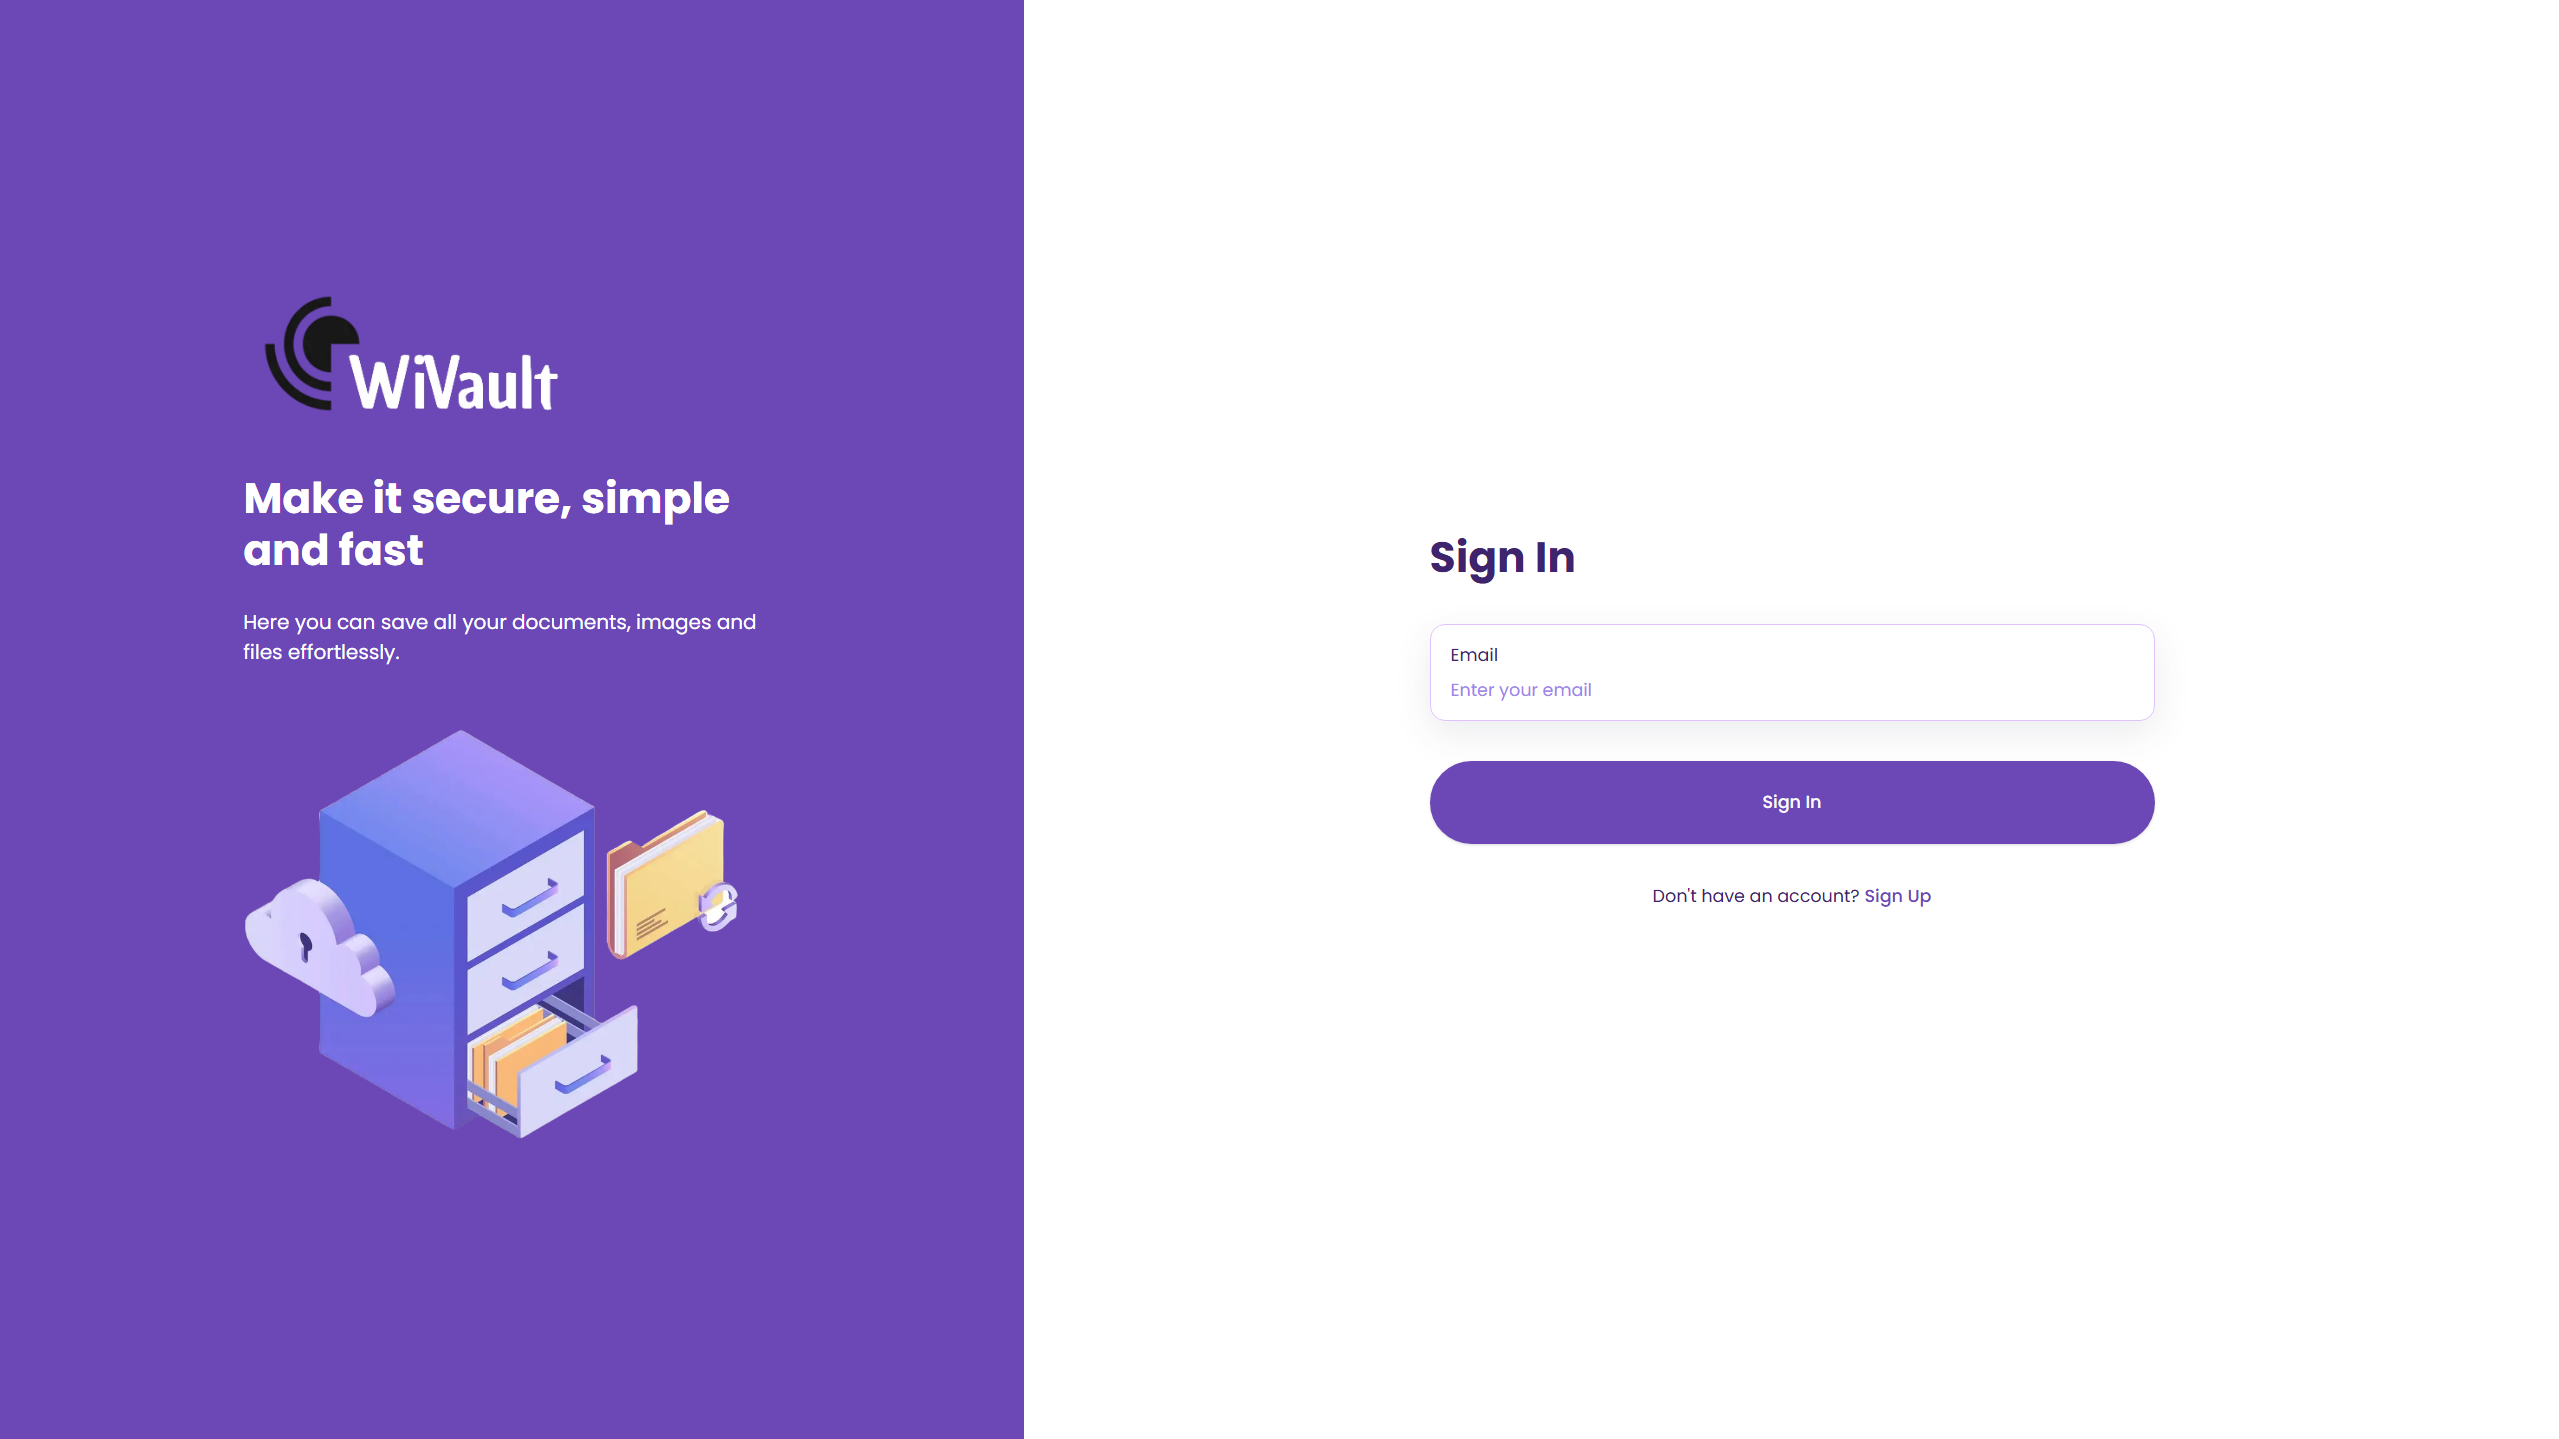 WiVault
Make it secure, simple
and fast
Here you can save all your documents, images and
files effortlessly.
Sign In
Email
Enter your email
Sign In
Don't have an account? Sign Up